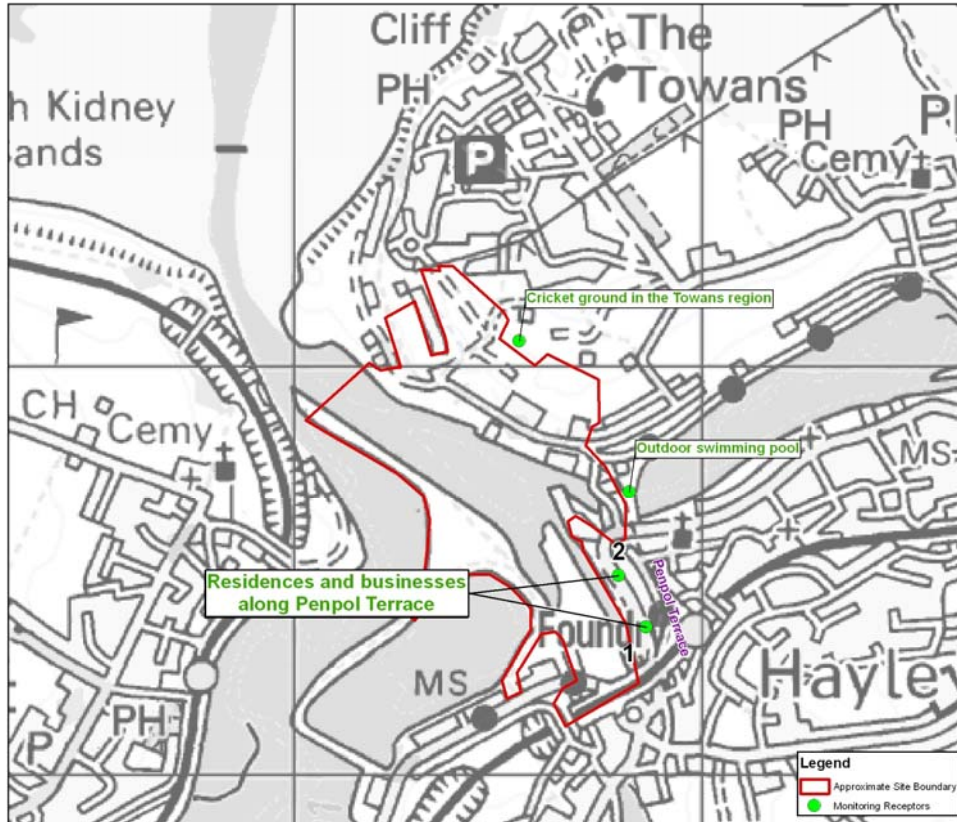 Cliff
The
Towans
PH
h Kidney
ands
P
PH
Cemy
Cricket ground in the Towans region
CH
Cemy
Outdoor swimming pool
MS
2
Residences and businesses
along Penpol Terrace
Penpol Terrace
Foundry
1
MS
Hayle
PH
P
Legend
Approximate Site Boundary
Monitoring Receptors